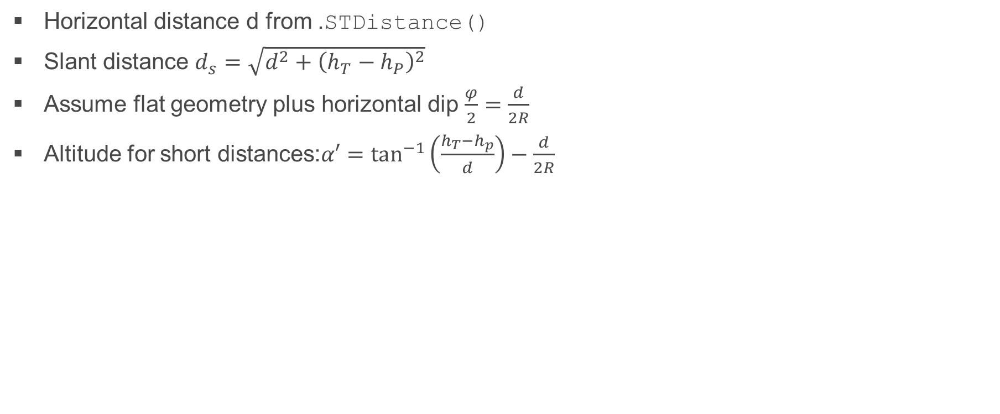 ▪ Horizontal distance d from .STDistance()
▪ Slant distance $d_s = \sqrt{d^2 + (h_T - h_P)^2}$
▪ Assume flat geometry plus horizontal dip $\frac{\varphi}{2} = \frac{d}{2R}$
▪ Altitude for short distances:$\alpha' = \tan^{-1}\left(\frac{h_T - h_p}{d}\right) - \frac{d}{2R}$